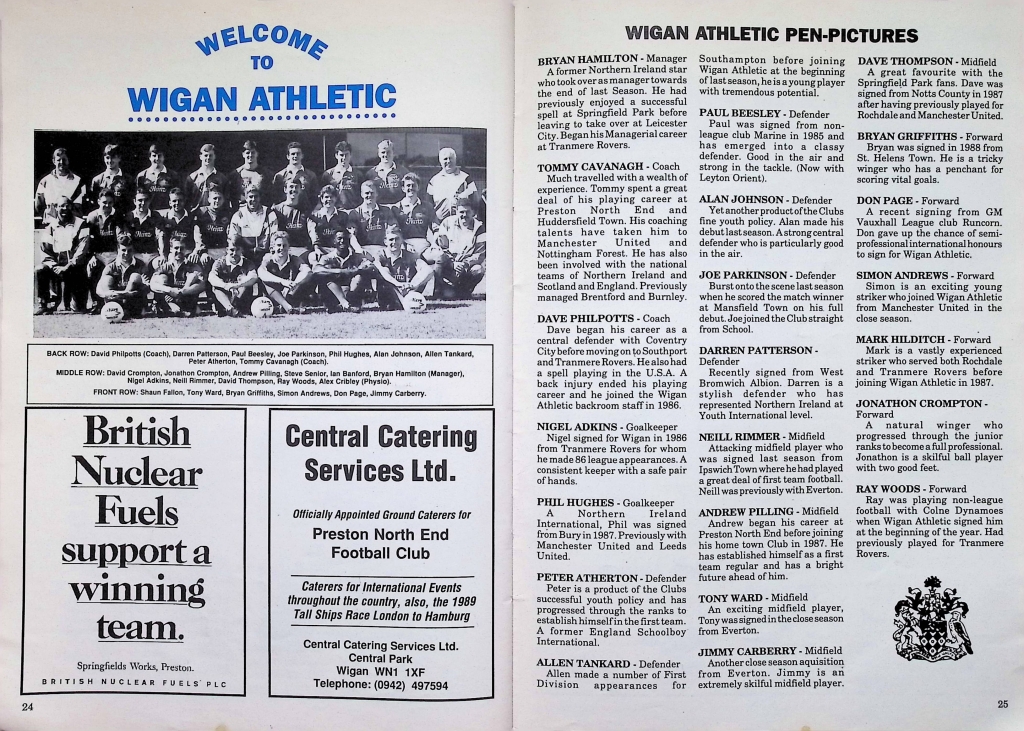 WELCOME
TO
WIGAN ATHLETIC
BACK ROW: David Philpotts (Coach), Darren Patterson, Paul Beesley, Joe Parkinson, Phil Hughes, Alan Johnson, Allen Tankard,
Peter Atherton, Tommy Cavanagh (Coach).
MIDDLE ROW: David Crompton, Jonathon Crompton, Andrew Pilling, Steve Senior, Ian Banford, Bryan Hamilton (Manager),
Nigel Adkins, Neill Rimmer, David Thompson, Ray Woods, Alex Cribley (Physio).
FRONT ROW: Shaun Fallon, Tony Ward, Bryan Griffiths, Simon Andrews, Don Page, Jimmy Carberry.
British
Nuclear
Fuels
support a
winning
team.
Springfields Works, Preston.
BRITISH NUCLEAR FUELS PLC
Central Catering
Services Ltd.
Officially Appointed Ground Caterers for
Preston North End
Football Club
Caterers for International Events
throughout the country, also, the 1989
Tall Ships Race London to Hamburg
Central Catering Services Ltd.
Central Park
Wigan WN1 1XF
Telephone: (0942) 497594
24
WIGAN ATHLETIC PEN-PICTURES
BRYAN HAMILTON - Manager
A former Northern Ireland star
who took over as manager towards
the end of last Season. He had
previously enjoyed a successful
spell at Springfield Park before
leaving to take over at Leicester
City. Began his Managerial career
at Tranmere Rovers.
TOMMY CAVANAGH - Coach
Much travelled with a wealth of
experience. Tommy spent a great
deal of his playing career at
Preston North End and
Huddersfield Town. His coaching
talents have taken him to
Manchester United and
Nottingham Forest. He has also
been involved with the national
teams of Northern Ireland and
Scotland and England. Previously
managed Brentford and Burnley.
DAVE PHILPOTTS - Coach
Dave began his career as a
central defender with Coventry
City before moving on to Southport
and Tranmere Rovers. He also had
a spell playing in the U.S.A. A
back injury ended his playing
career and he joined the Wigan
Athletic backroom staff in 1986.
NIGEL ADKINS - Goalkeeper
Nigel signed for Wigan in 1986
from Tranmere Rovers for whom
he made 86 league appearances. A
consistent keeper with a safe pair
of hands.
PHIL HUGHES - Goalkeeper
A Northern Ireland
International, Phil was signed
from Bury in 1987. Previously with
Manchester United and Leeds
United.
PETER ATHERTON - Defender
Peter is a product of the Clubs
successful youth policy and has
progressed through the ranks to
establish himself in the first team.
A former England Schoolboy
International.
ALLEN TANKARD - Defender
Allen made a number of First
Division appearances for
Southampton before joining
Wigan Athletic at the beginning
of last season, he is a young player
with tremendous potential.
PAUL BEESLEY - Defender
Paul was signed from non-
league club Marine in 1985 and
has emerged into a classy
defender. Good in the air and
strong in the tackle. (Now with
Leyton Orient).
ALAN JOHNSON - Defender
Yet another product of the Clubs
fine youth policy. Alan made his
debut last season. A strong central
defender who is particularly good
in the air.
JOE PARKINSON - Defender
Burst onto the scene last season
when he scored the match winner
at Mansfield Town on his full
debut. Joe joined the Club straight
from School.
DARREN PATTERSON -
Defender
Recently signed from West
Bromwich Albion. Darren is a
stylish defender who has
represented Northern Ireland at
Youth International level.
NEILL RIMMER - Midfield
Attacking midfield player who
was signed last season from
Ipswich Town where he had played
a great deal of first team football.
Neill was previously with Everton.
ANDREW PILLING - Midfield
Andrew began his career at
Preston North End before joining
his home town Club in 1987. He
has established himself as a first
team regular and has a bright
future ahead of him.
TONY WARD - Midfield
An exciting midfield player,
Tony was signed in the close season
from Everton.
JIMMY CARBERRY - Midfield
Another close season aquisition
from Everton. Jimmy is an
extremely skilful midfield player.
DAVE THOMPSON - Midfield
A great favourite with the
Springfield Park fans. Dave was
signed from Notts County in 1987
after having previously played for
Rochdale and Manchester United.
BRYAN GRIFFITHS - Forward
Bryan was signed in 1988 from
St. Helens Town. He is a tricky
winger who has a penchant for
scoring vital goals.
DON PAGE - Forward
A recent signing from GM
Vauxhall League club Runcorn.
Don gave up the chance of semi-
professional international honours
to sign for Wigan Athletic.
SIMON ANDREWS - Forward
Simon is an exciting young
striker who joined Wigan Athletic
from Manchester United in the
close season.
MARK HILDITCH - Forward
Mark is a vastly experienced
striker who served both Rochdale
and Tranmere Rovers before
joining Wigan Athletic in 1987.
JONATHON CROMPTON -
Forward
A natural winger who
progressed through the junior
ranks to become a full professional.
Jonathon is a skilful ball player
with two good feet.
RAY WOODS - Forward
Ray was playing non-league
football with Colne Dynamoes
when Wigan Athletic signed him
at the beginning of the year. Had
previously played for Tranmere
Rovers.
25